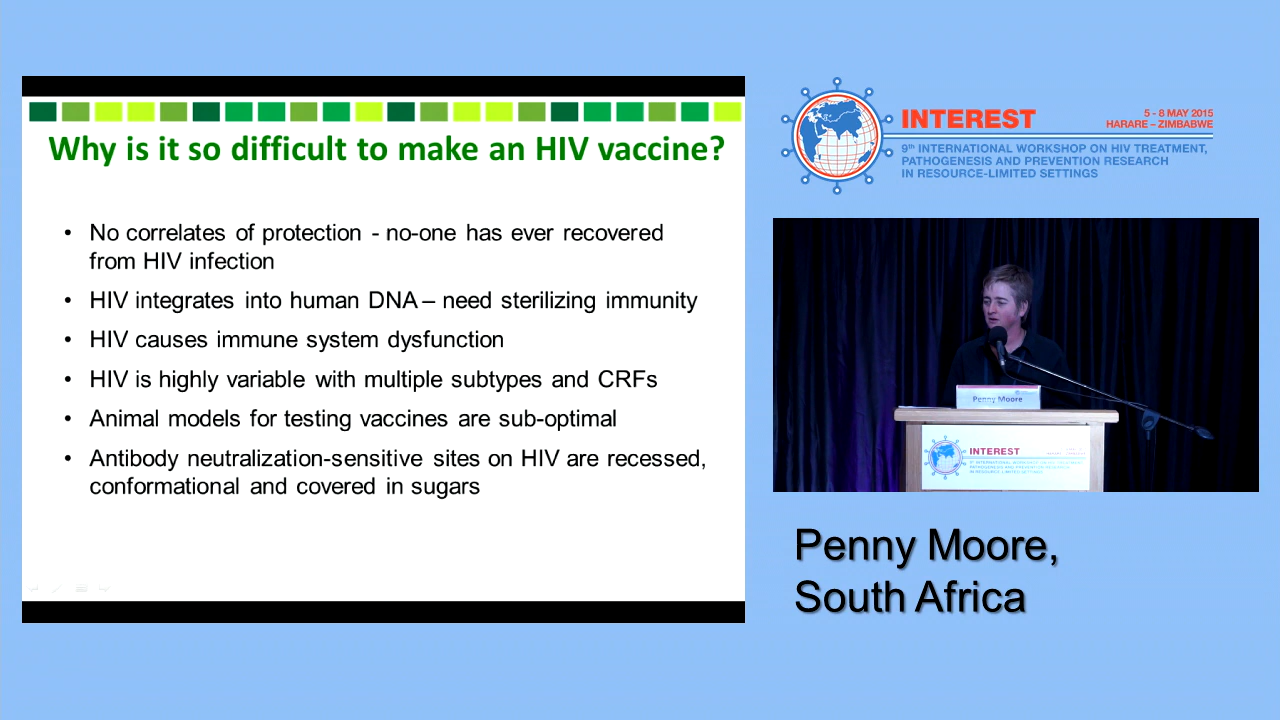 Why is it so difficult to make an HIV vaccine?
• No correlates of protection - no-one has ever recovered
from HIV infection
• HIV integrates into human DNA – need sterilizing immunity
• HIV causes immune system dysfunction
• HIV is highly variable with multiple subtypes and CRFs
• Animal models for testing vaccines are sub-optimal
• Antibody neutralization-sensitive sites on HIV are recessed,
conformational and covered in sugars
INTEREST
5 - 8 MAY 2015
HARARE – ZIMBABWE
9th INTERNATIONAL WORKSHOP ON HIV TREATMENT,
PATHOGENESIS AND PREVENTION RESEARCH
IN RESOURCE-LIMITED SETTINGS
Penny Moore
INTEREST
Penny Moore,
South Africa